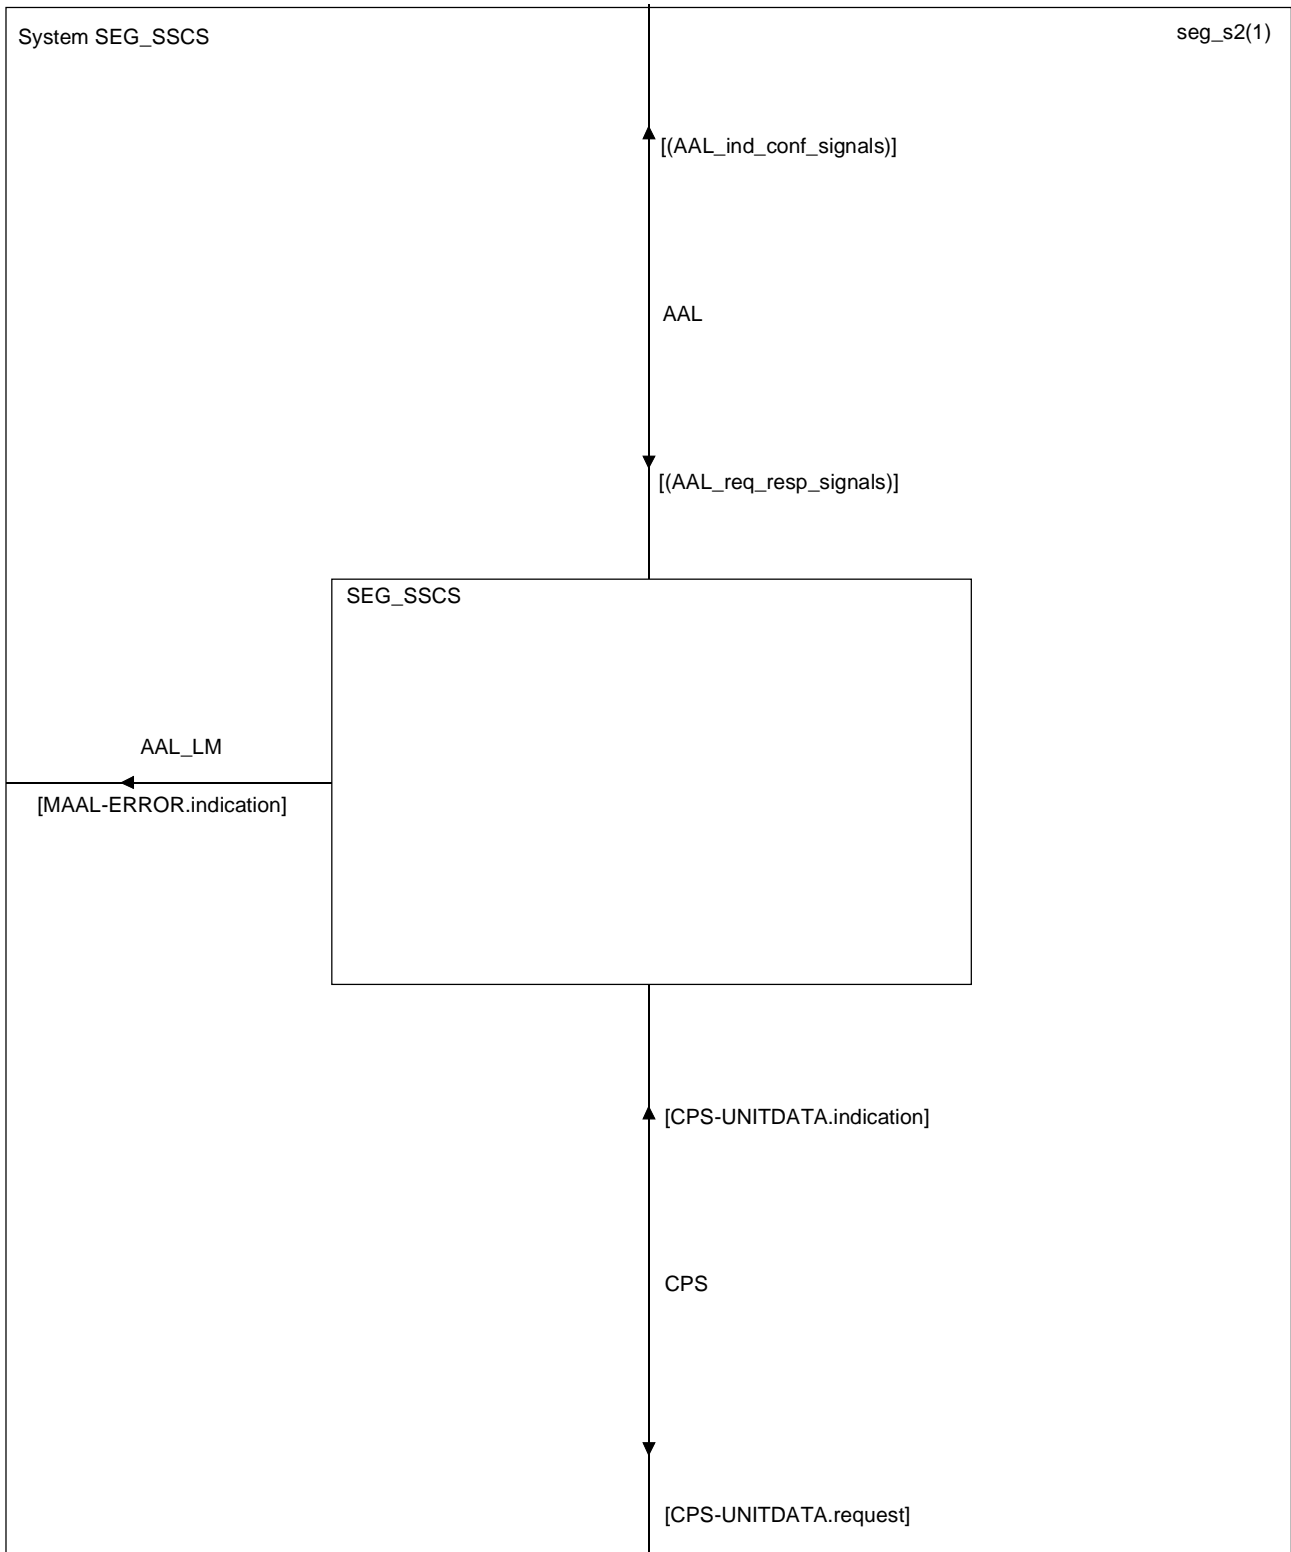 System SEG_SSCS
seg_s2(1)
[(AAL_ind_conf_signals)]
AAL
[(AAL_req_resp_signals)]
SEG_SSCS
AAL_LM
[MAAL-ERROR.indication]
[CPS-UNITDATA.indication]
CPS
[CPS-UNITDATA.request]